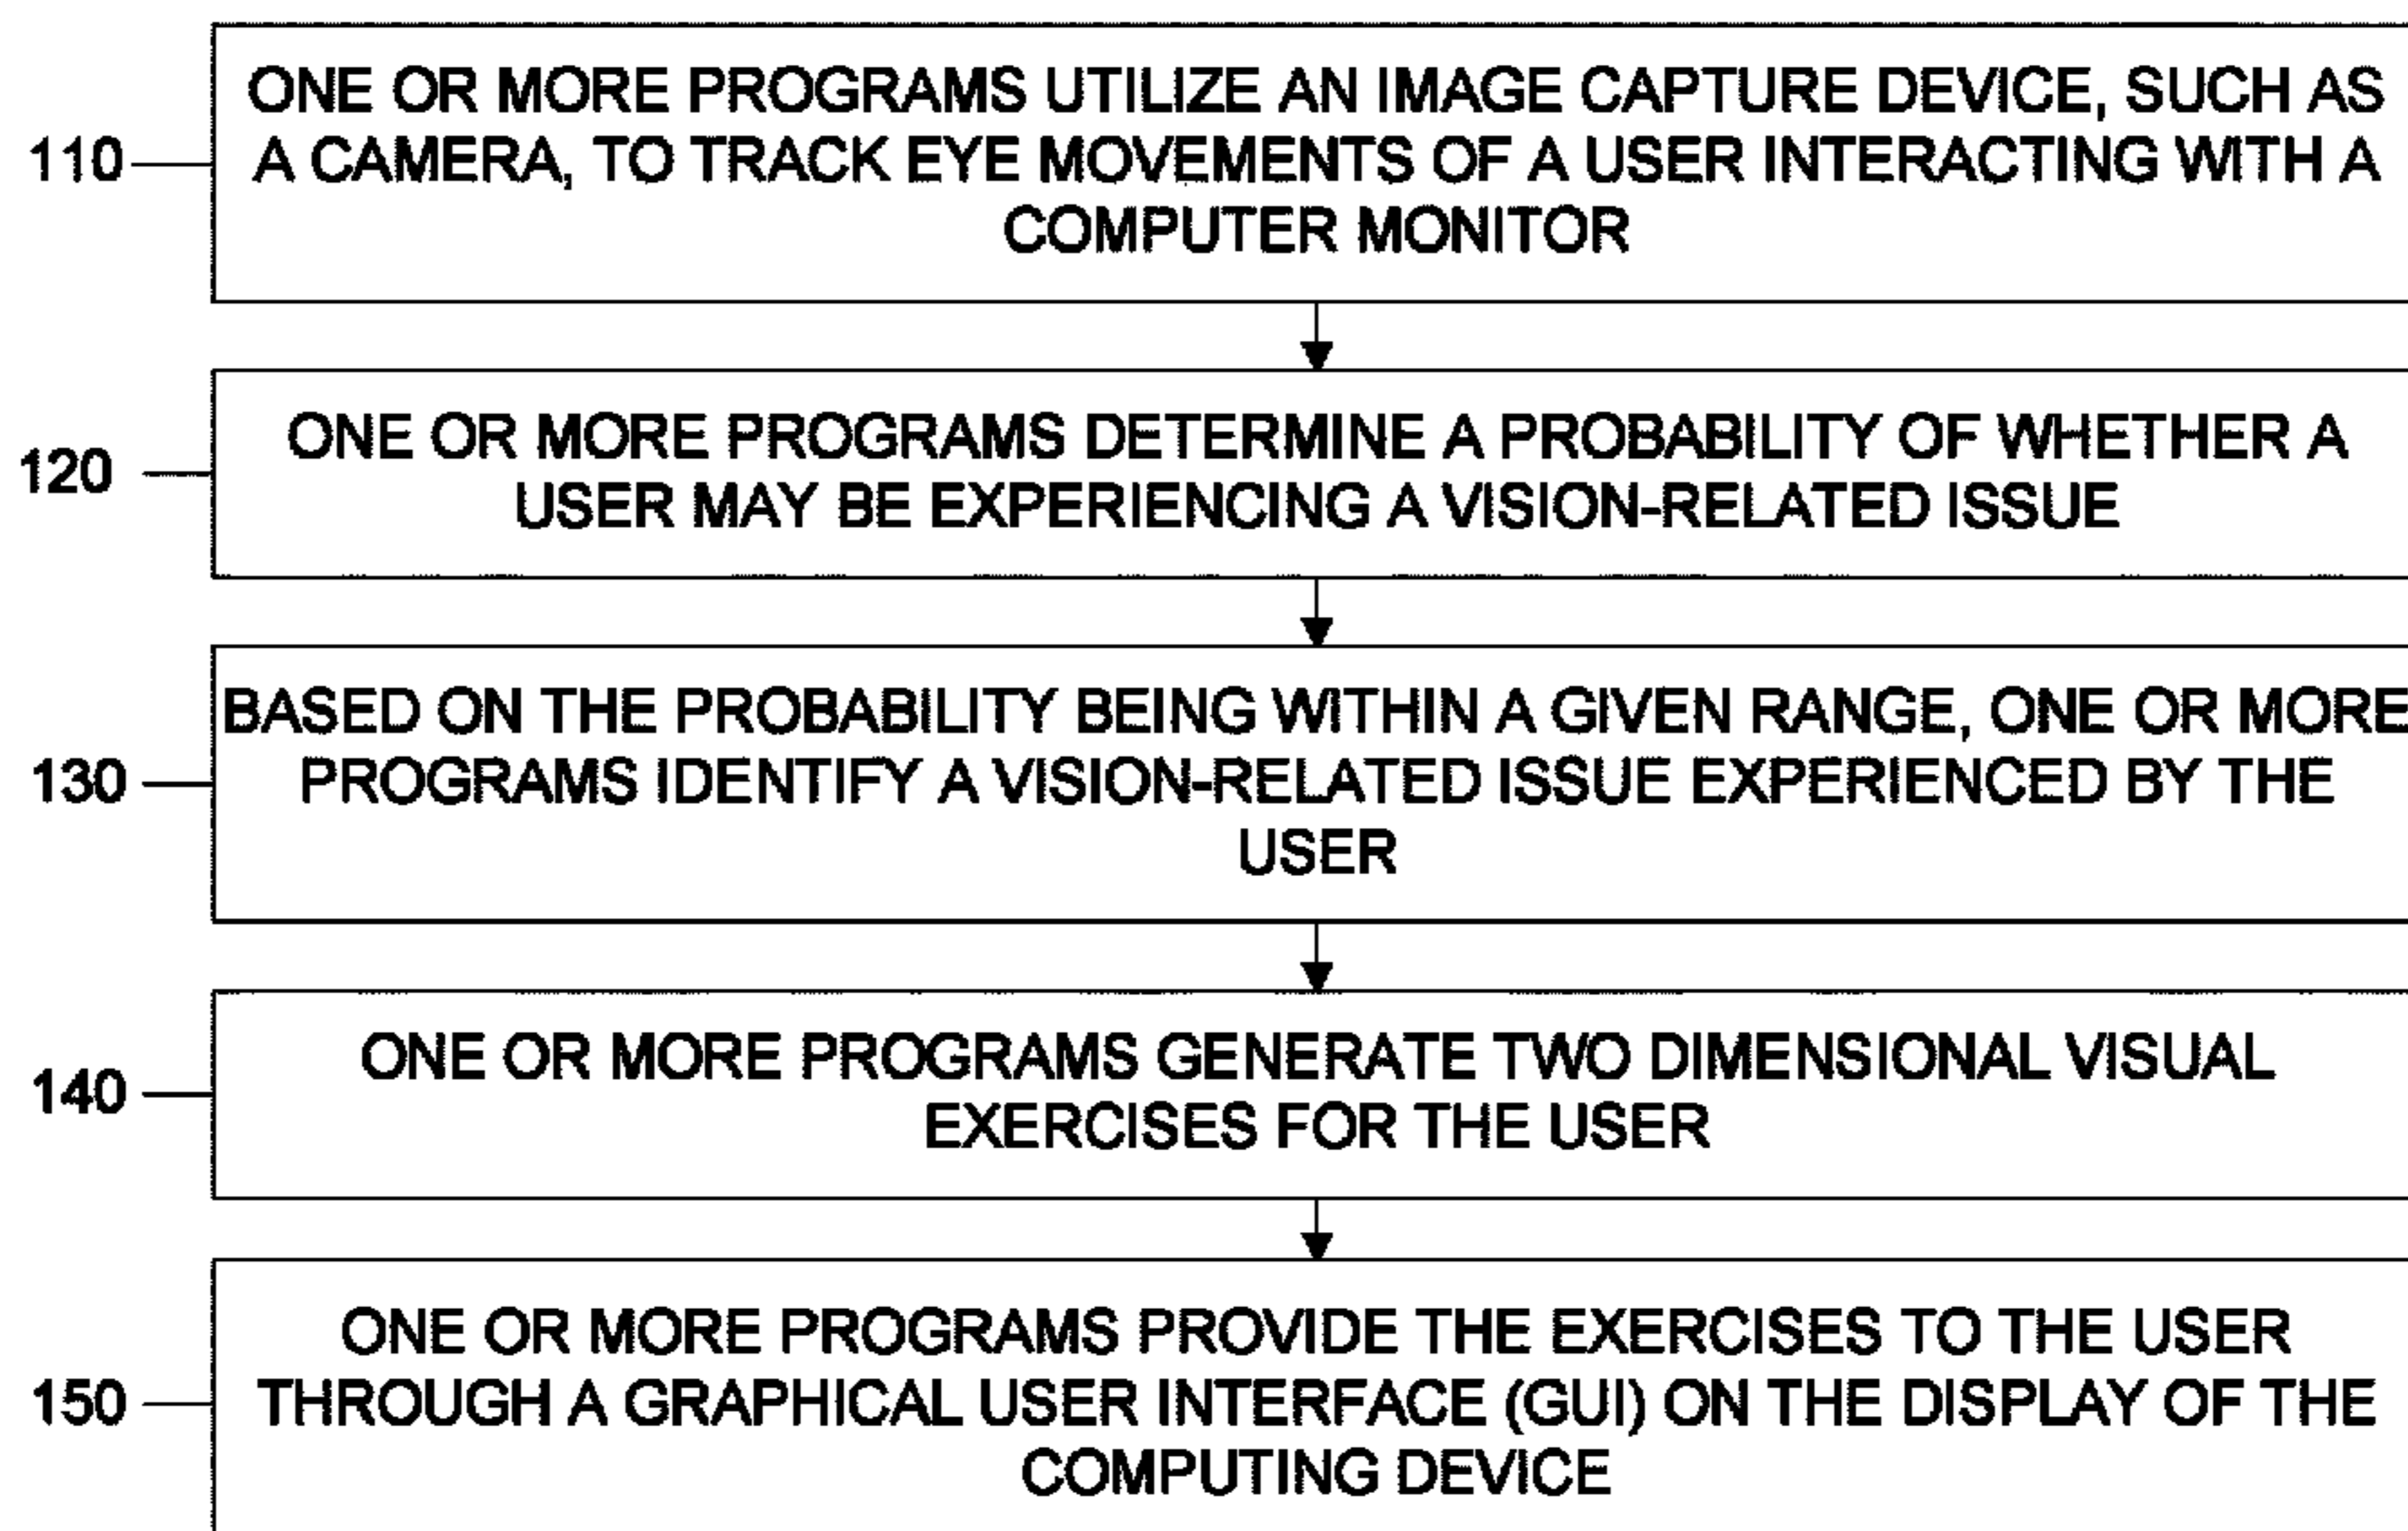 ONE OR MORE PROGRAMS UTILIZE AN IMAGE CAPTURE DEVICE, SUCH AS
110
A CAMERA, TO TRACK EYE MOVEMENTS OF A USER INTERACTING WITH A
COMPUTER MONITOR
ONE OR MORE PROGRAMS DETERMINE A PROBABILITY OF WHETHER A
120
USER MAY BE EXPERIENCING A VISION-RELATED ISSUE
BASED ON THE PROBABILITY BEING WITHIN A GIVEN RANGE, ONE OR MORE
130
PROGRAMS IDENTIFY A VISION-RELATED ISSUE EXPERIENCED BY THE
USER
ONE OR MORE PROGRAMS GENERATE TWO DIMENSIONAL VISUAL
140
EXERCISES FOR THE USER
ONE OR MORE PROGRAMS PROVIDE THE EXERCISES TO THE USER
150
THROUGH A GRAPHICAL USER INTERFACE (GUI) ON THE DISPLAY OF THE
COMPUTING DEVICE